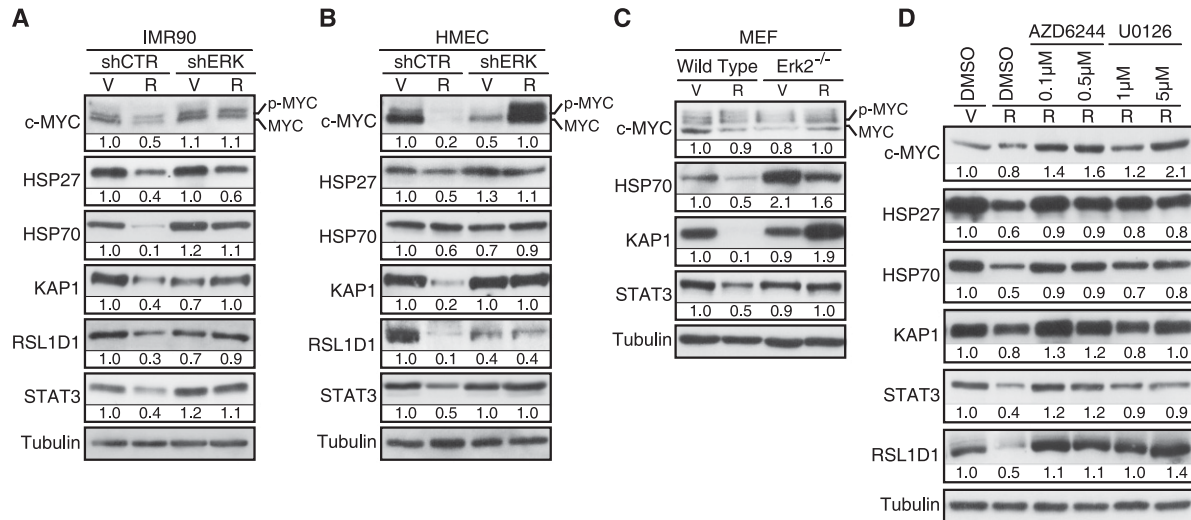 A
IMR90
shCTR shERK
V R V R
c-MYC
p-MYC
MYC
1.0 0.5 1.1 1.1
HSP27
1.0 0.4 1.0 0.6
HSP70
1.0 0.1 1.2 1.1
KAP1
1.0 0.4 0.7 1.0
RSL1D1
1.0 0.3 0.7 0.9
STAT3
1.0 0.4 1.2 1.1
Tubulin
B
HMEC
shCTR shERK
V R V R
c-MYC
p-MYC
MYC
1.0 0.2 0.5 1.0
HSP27
1.0 0.5 1.3 1.1
HSP70
1.0 0.6 0.7 0.9
KAP1
1.0 0.2 1.0 1.0
RSL1D1
1.0 0.1 0.4 0.4
STAT3
1.0 0.5 1.0 1.0
Tubulin
C
MEF
Wild Type Erk2-/-
V R V R
c-MYC
p-MYC
MYC
1.0 0.9 0.8 1.0
HSP70
1.0 0.5 2.1 1.6
KAP1
1.0 0.1 0.9 1.9
STAT3
1.0 0.5 0.9 1.0
Tubulin
D
AZD6244 U0126
DMSO DMSO 0.1µM 0.5µM 1µM 5µM
V R R R R R
c-MYC
1.0 0.8 1.4 1.6 1.2 2.1
HSP27
1.0 0.6 0.9 0.9 0.8 0.8
HSP70
1.0 0.5 0.9 0.9 0.7 0.8
KAP1
1.0 0.8 1.3 1.2 0.8 1.0
STAT3
1.0 0.4 1.2 1.2 0.9 0.9
RSL1D1
1.0 0.5 1.1 1.1 1.0 1.4
Tubulin